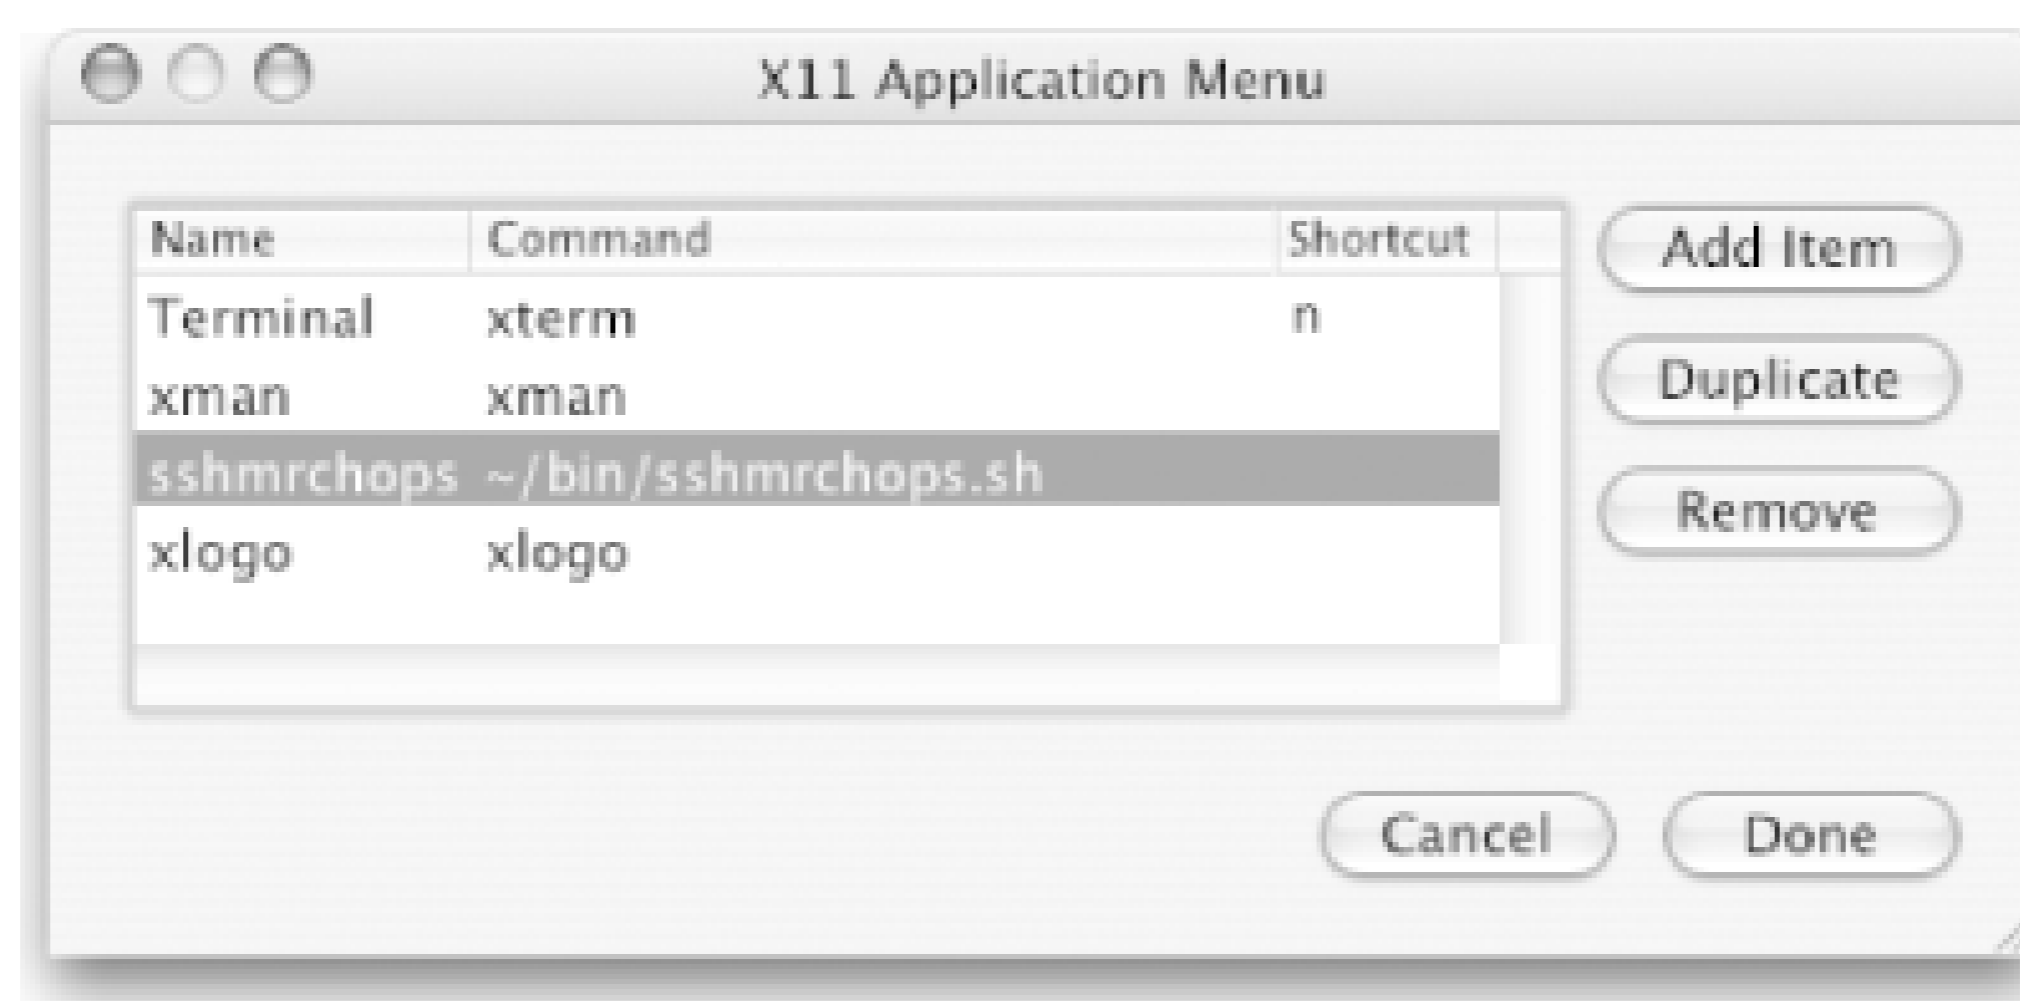 X11 Application Menu
Name Command Shortcut
Terminal xterm n
xman xman
sshmrchops ~/bin/sshmrchops.sh
xlogo xlogo
Add Item
Duplicate
Remove
Cancel Done